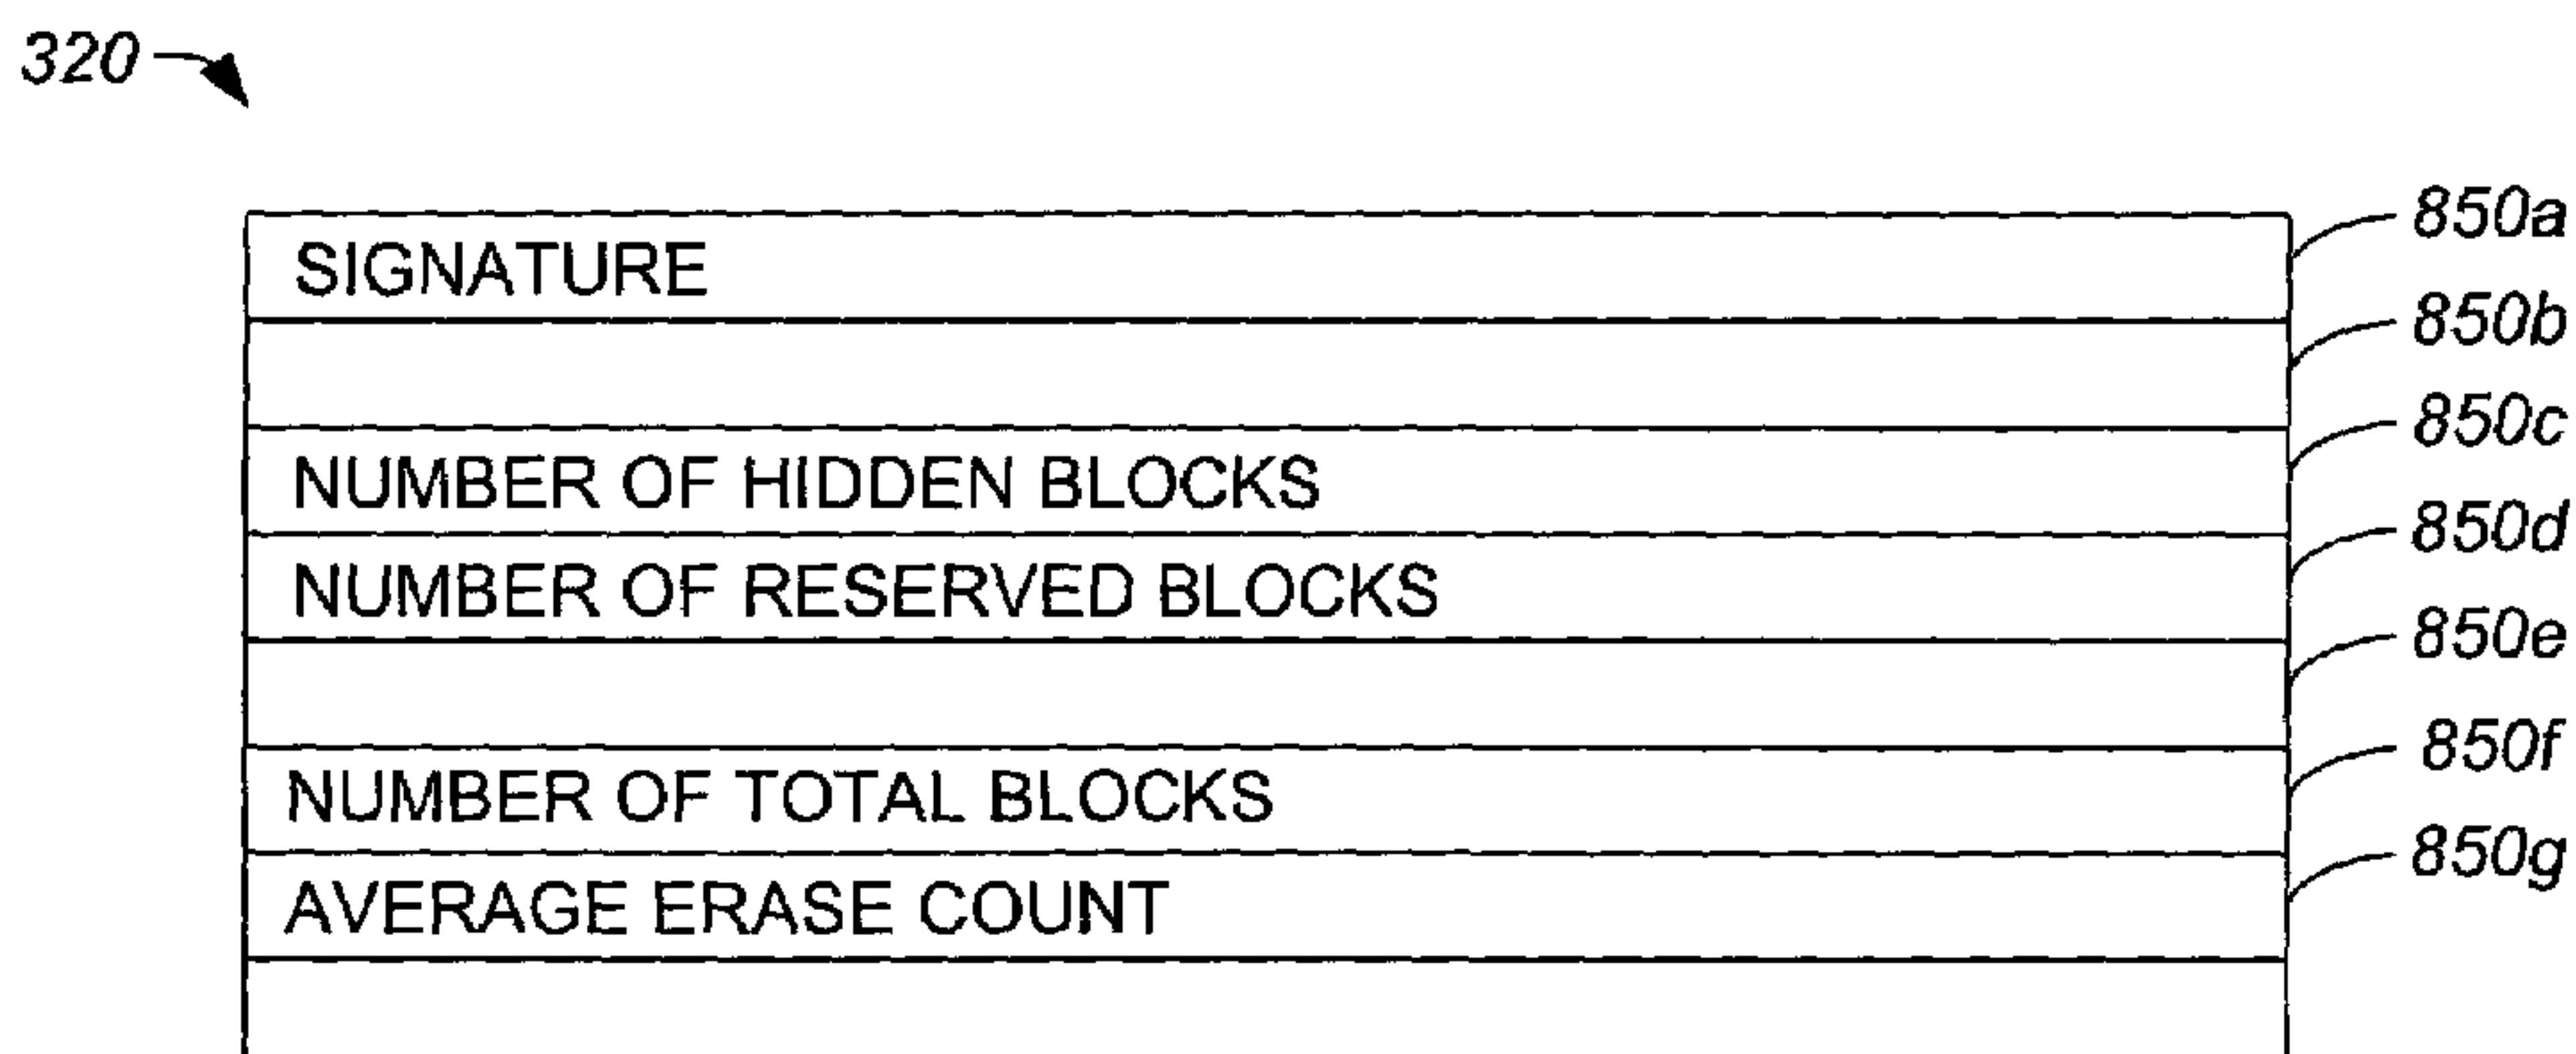 320
SIGNATURE 850a
850b
NUMBER OF HIDDEN BLOCKS 850c
NUMBER OF RESERVED BLOCKS 850d
850e
NUMBER OF TOTAL BLOCKS 850f
AVERAGE ERASE COUNT 850g